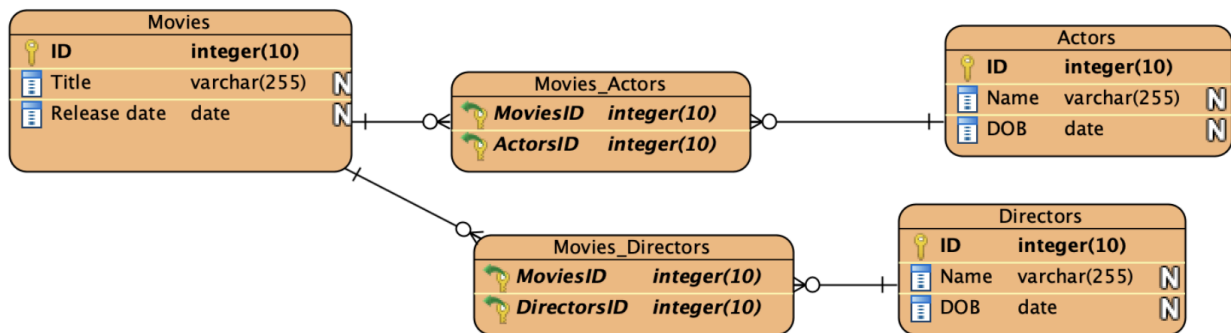 Movies
ID integer(10)
Title varchar(255) N
Release date date N
Movies_Actors
MoviesID integer(10)
ActorsID integer(10)
Actors
ID integer(10)
Name varchar(255) N
DOB date N
Movies_Directors
MoviesID integer(10)
DirectorsID integer(10)
Directors
ID integer(10)
Name varchar(255) N
DOB date N